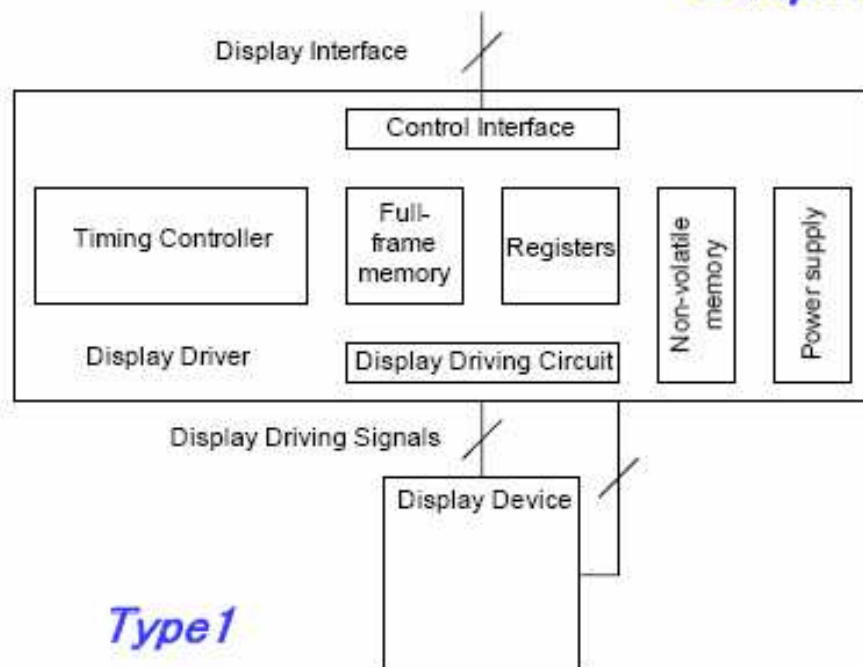 Display Interface
Control Interface
Timing Controller
Full-
frame
memory
Registers
Non-volatile
memory
Power supply
Display Driver
Display Driving Circuit
Display Driving Signals
Display Device
Type1